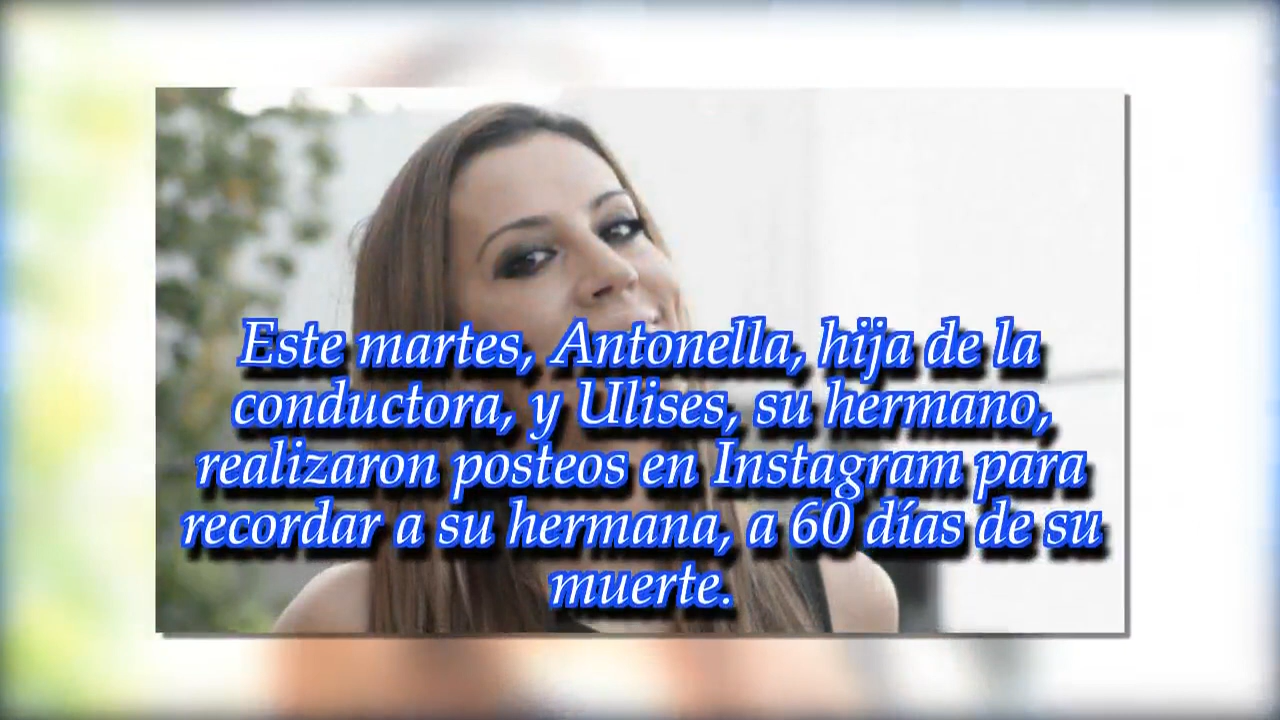 Este martes, Antonella, hija de la
conductora, y Ulises, su hermano,
realizaron posteos en Instagram para
recordar a su hermana, a 60 días de su
muerte.